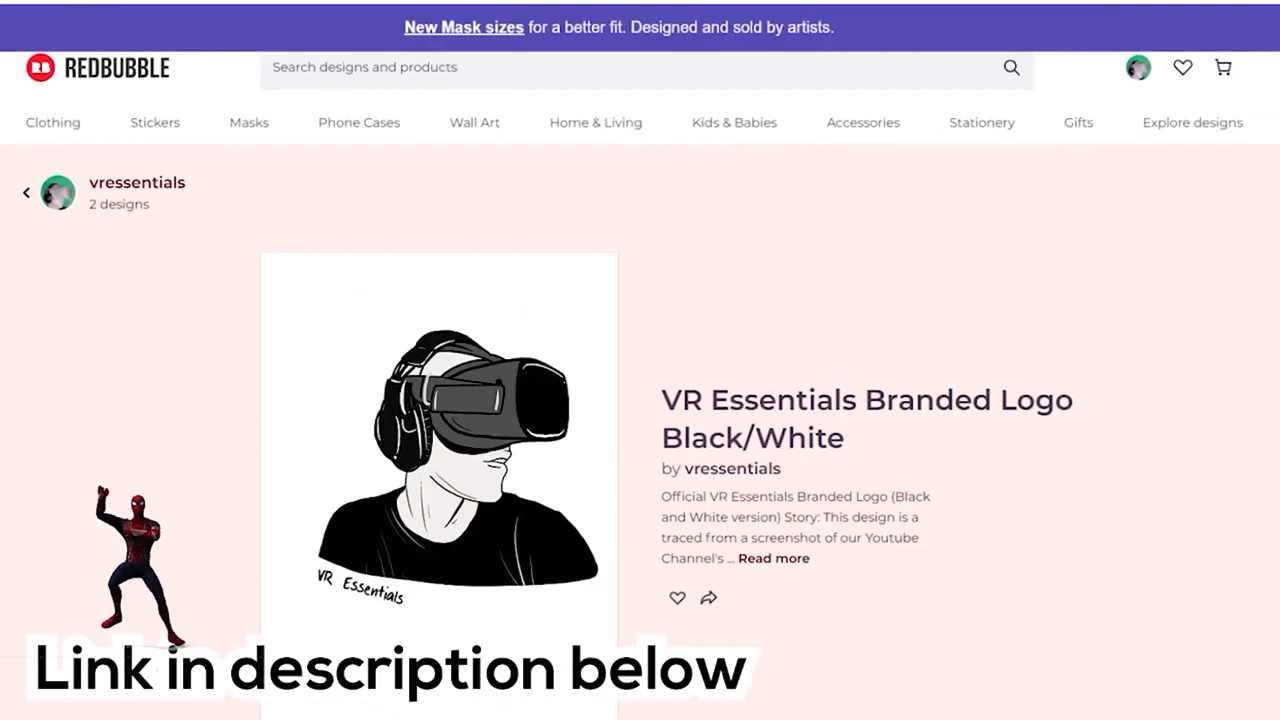 New Mask sizes for a better fit. Designed and sold by artists.
RB REDBUBBLE
Search designs and products
Clothing Stickers Masks Phone Cases Wall Art Home & Living Kids & Babies Accessories Stationery Gifts Explore designs
vressentials
2 designs
VR Essentials Branded Logo
Black/White
by vressentials
Official VR Essentials Branded Logo (Black
and White version) Story: This design is a
traced from a screenshot of our Youtube
Channel's ... Read more
VR Essentials
Link in description below